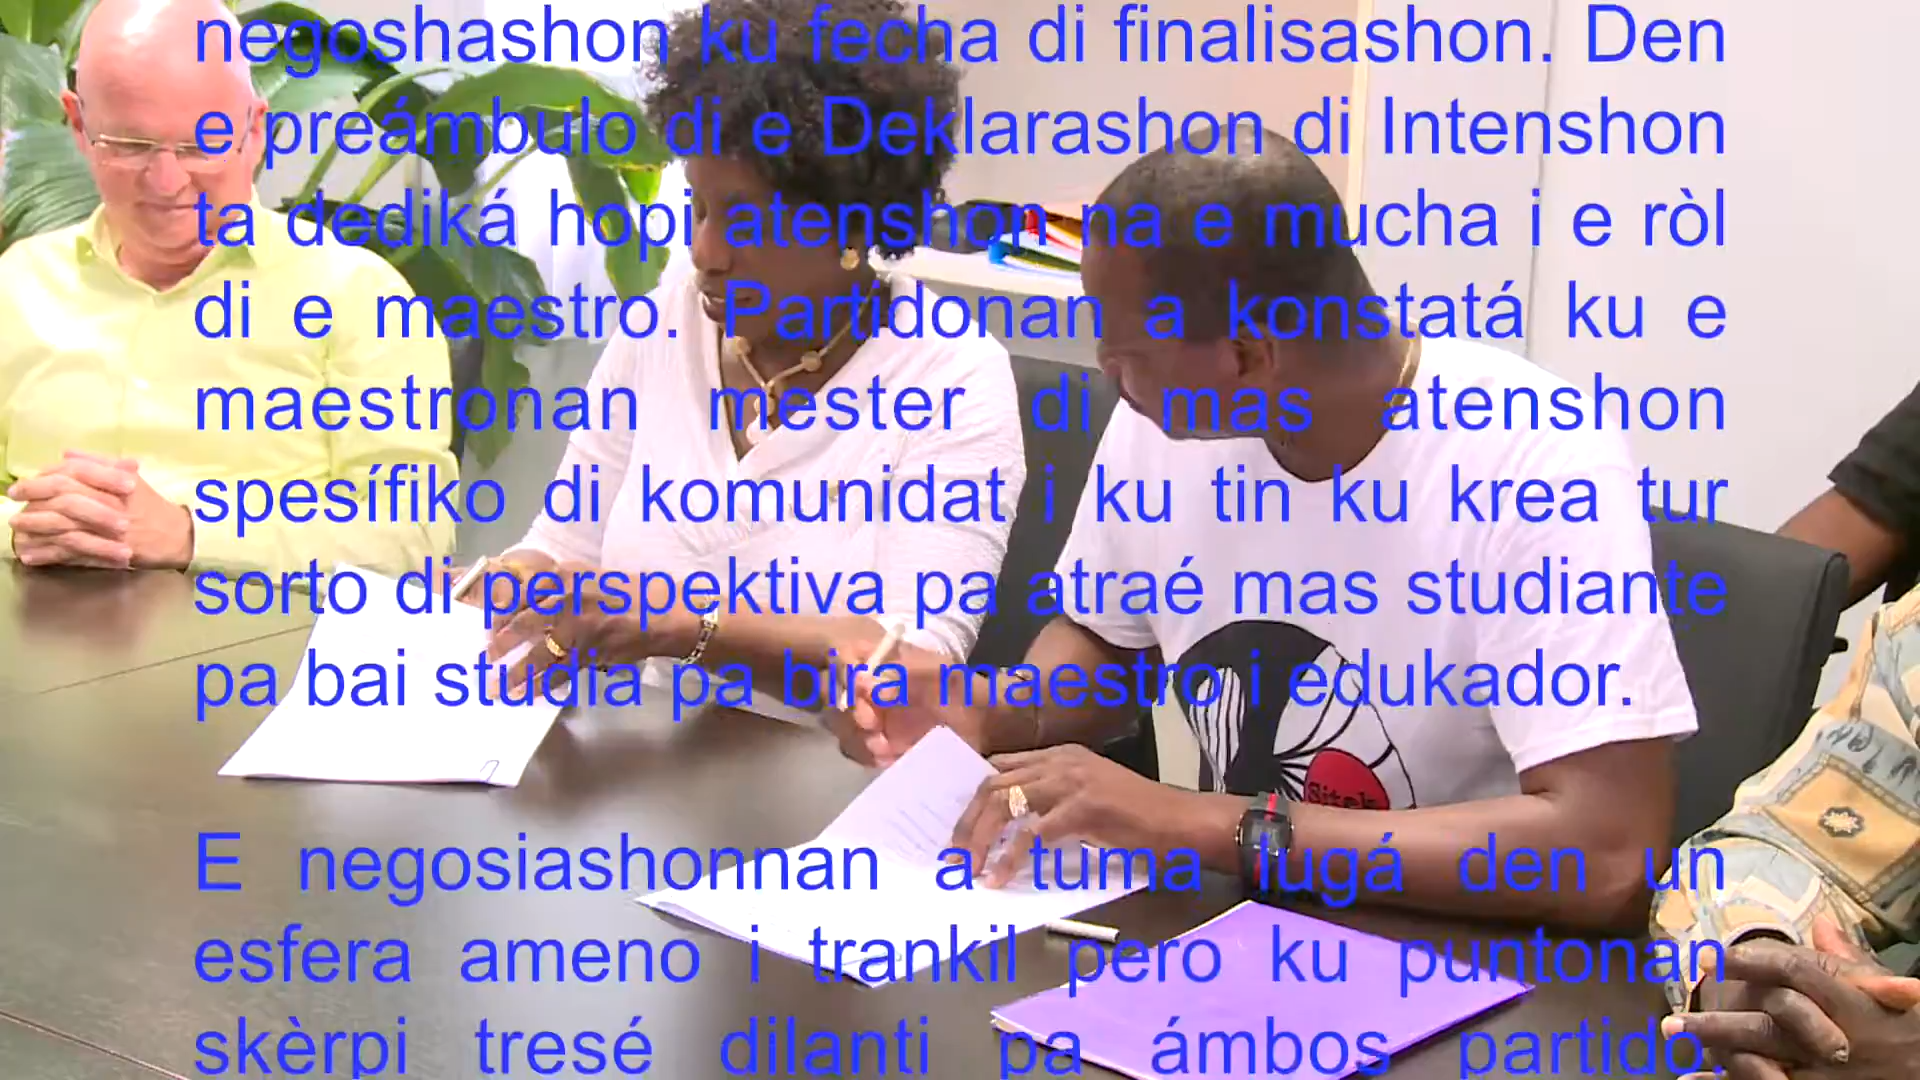 negoshashon ku fecha di finalisashon. Den
e preámbulo di e Deklarashon di Intenshon
ta dediká hopi atenshon na e mucha i e ròl
di e maestro. Partidonan a konstatá ku e
maestronan mester di mas atenshon
spesífiko di komunidat i ku tin ku krea tur
sorto di perspektiva pa atraé mas studiante
pa bai studia pa bira maestro i edukador.
Sitek
E negosiashonnan a tuma lugá den un
esfera ameno i trankil pero ku puntonan
skèrpi tresé dilanti pa ámbos partido.